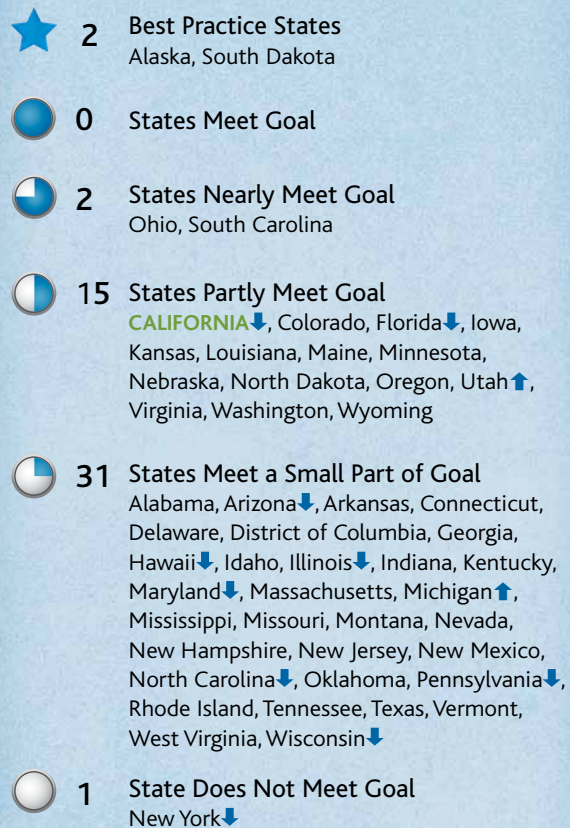 2 Best Practice States
Alaska, South Dakota
0 States Meet Goal
2 States Nearly Meet Goal
Ohio, South Carolina
15 States Partly Meet Goal
CALIFORNIA⬇, Colorado, Florida⬇, Iowa,
Kansas, Louisiana, Maine, Minnesota,
Nebraska, North Dakota, Oregon, Utah⬆,
Virginia, Washington, Wyoming
31 States Meet a Small Part of Goal
Alabama, Arizona⬇, Arkansas, Connecticut,
Delaware, District of Columbia, Georgia,
Hawaii⬇, Idaho, Illinois⬇, Indiana, Kentucky,
Maryland⬇, Massachusetts, Michigan⬆,
Mississippi, Missouri, Montana, Nevada,
New Hampshire, New Jersey, New Mexico,
North Carolina⬇, Oklahoma, Pennsylvania⬇,
Rhode Island, Tennessee, Texas, Vermont,
West Virginia, Wisconsin⬇
1 State Does Not Meet Goal
New York⬇